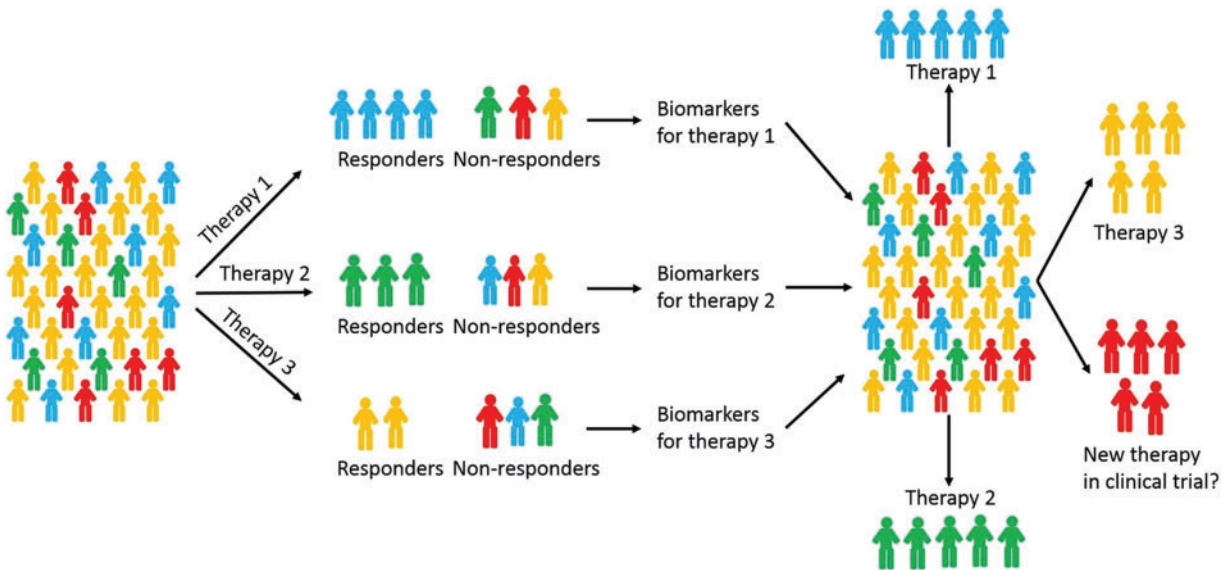 Therapy 1
Therapy 2
Therapy 3
Responders
Non-responders
Biomarkers
for therapy 1
Responders
Non-responders
Biomarkers
for therapy 2
Responders
Non-responders
Biomarkers
for therapy 3
Therapy 1
Therapy 3
New therapy
in clinical trial?
Therapy 2